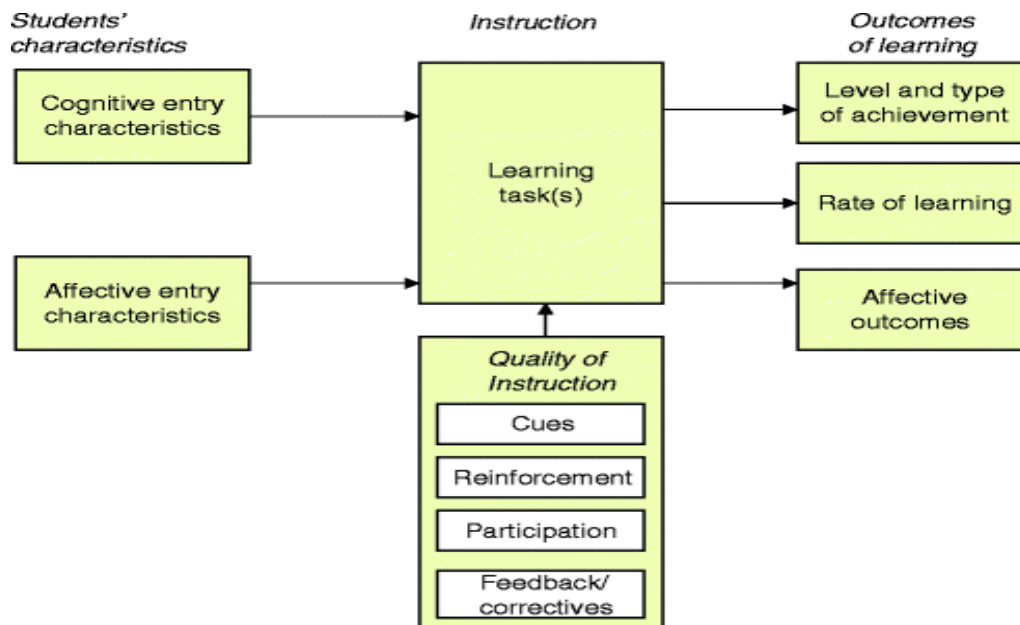 Students'
characteristics
Instruction
Outcomes
of learning
Cognitive entry
characteristics
Affective entry
characteristics
Learning
task(s)
Level and type
of achievement
Rate of learning
Affective
outcomes
Quality of
Instruction
Cues
Reinforcement
Participation
Feedback/
correctives